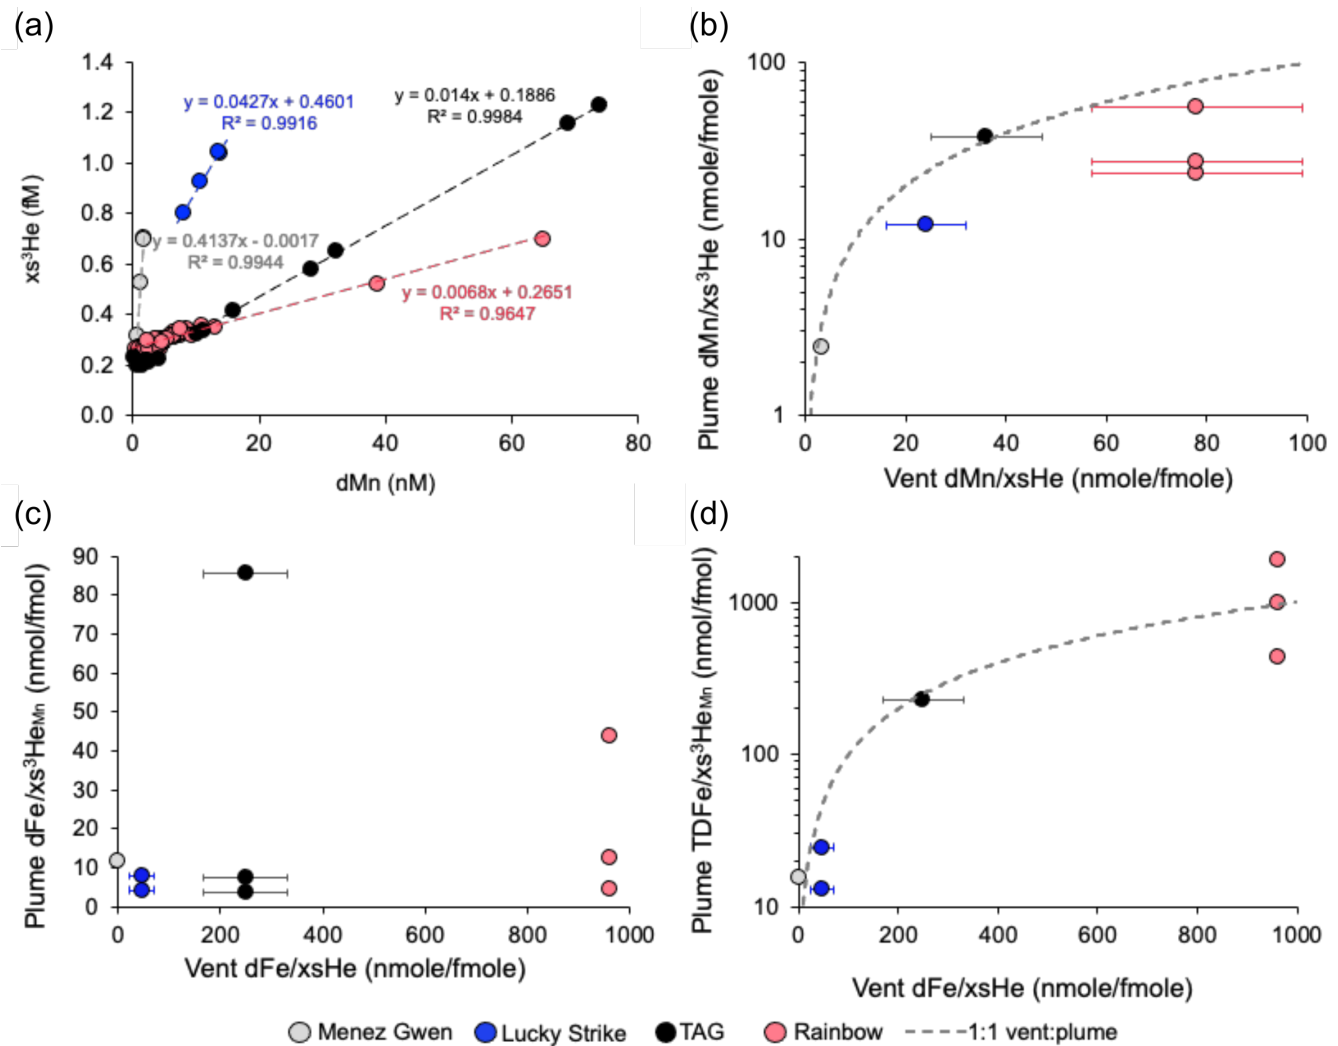 (a)
xs³He (fM)
1.4
1.2
1.0
0.8
0.6
0.4
0.2
0.0
y = 0.0427x + 0.4601
R² = 0.9916
y = 0.014x + 0.1886
R² = 0.9984
y = 0.4137x - 0.0017
R² = 0.9944
y = 0.0068x + 0.2651
R² = 0.9647
0 20 40 60 80
dMn (nM)
(b)
Plume dMn/xs³He (nmole/fmole)
100
10
1
0 20 40 60 80 100
Vent dMn/xsHe (nmole/fmole)
(c)
Plume dFe/xs³HeMn (nmol/fmol)
90
80
70
60
50
40
30
20
10
0
0 200 400 600 800 1000
Vent dFe/xsHe (nmole/fmole)
(d)
Plume TDFe/xs³HeMn (nmol/fmol)
1000
100
10
0 200 400 600 800 1000
Vent dFe/xsHe (nmole/fmole)
Menez Gwen Lucky Strike TAG Rainbow 1:1 vent:plume